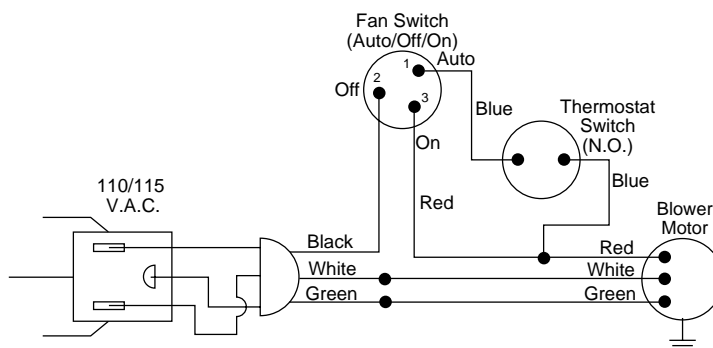 Fan Switch
(Auto/Off/On)
1
Auto
2
Off
3
On
Blue
Thermostat
Switch
(N.O.)
Blue
110/115
V.A.C.
Red
Blower
Motor
Black
Red
White
White
Green
Green